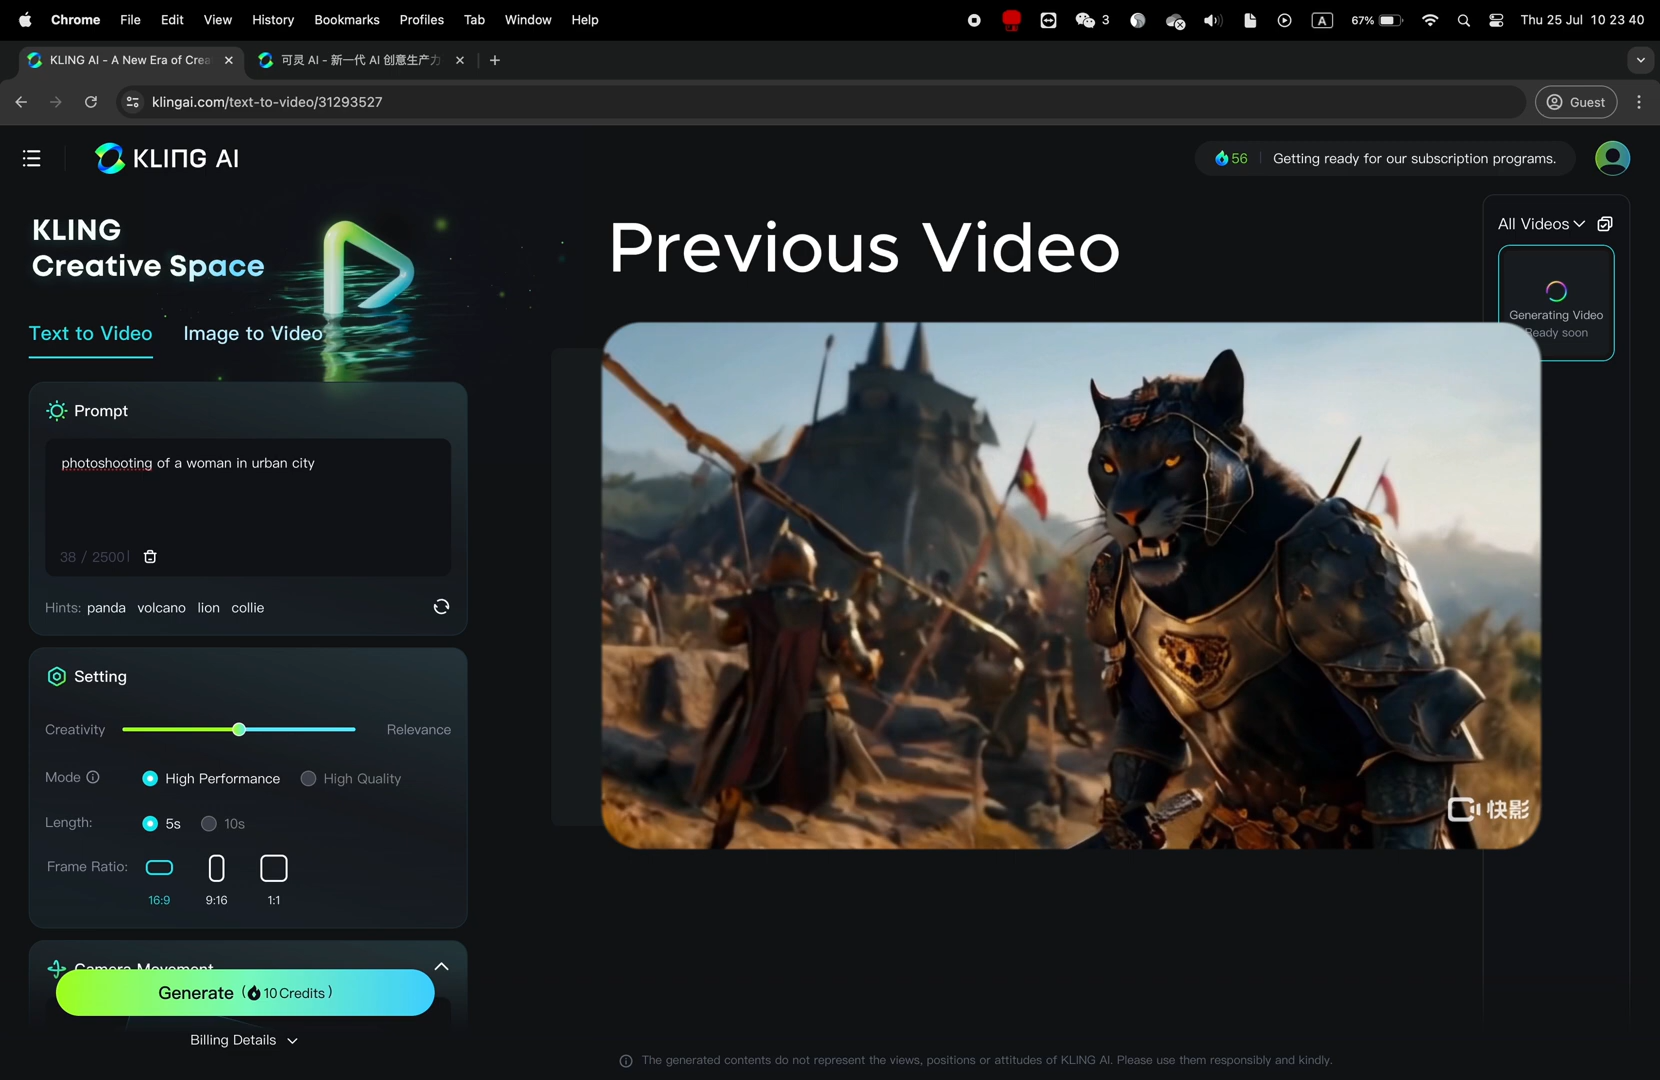 Chrome File Edit View History Bookmarks Profiles Tab Window Help 3 A 67% Thu 25 Jul 10 23 40
KLING AI - A New Era of Crea 可灵 AI - 新一代 AI 创意生产力
klingai.com/text-to-video/31293527 Guest
KLING AI 56 Getting ready for our subscription programs.
KLING
Creative Space
Previous Video
All Videos
Generating Video
Ready soon
Text to Video Image to Video
Prompt
photoshooting of a woman in urban city
38 / 2500
Hints: panda volcano lion collie
Setting
Creativity Relevance
Mode High Performance High Quality
Length: 5s 10s
Frame Ratio:
16:9 9:16 1:1
快影
Camera Movement
Generate ( 10 Credits )
Billing Details
The generated contents do not represent the views, positions or attitudes of KLING AI. Please use them responsibly and kindly.